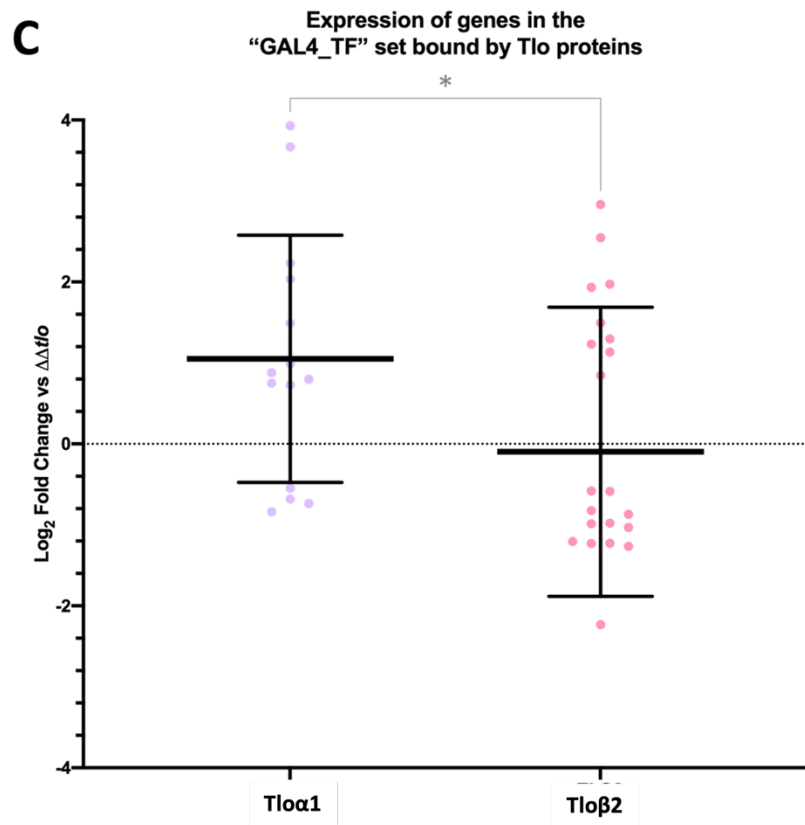 C
Expression of genes in the
“GAL4_TF” set bound by Tlo proteins
*
4
2
0
-2
-4
Log2 Fold Change vs ΔΔtlo
Tloα1
Tloβ2